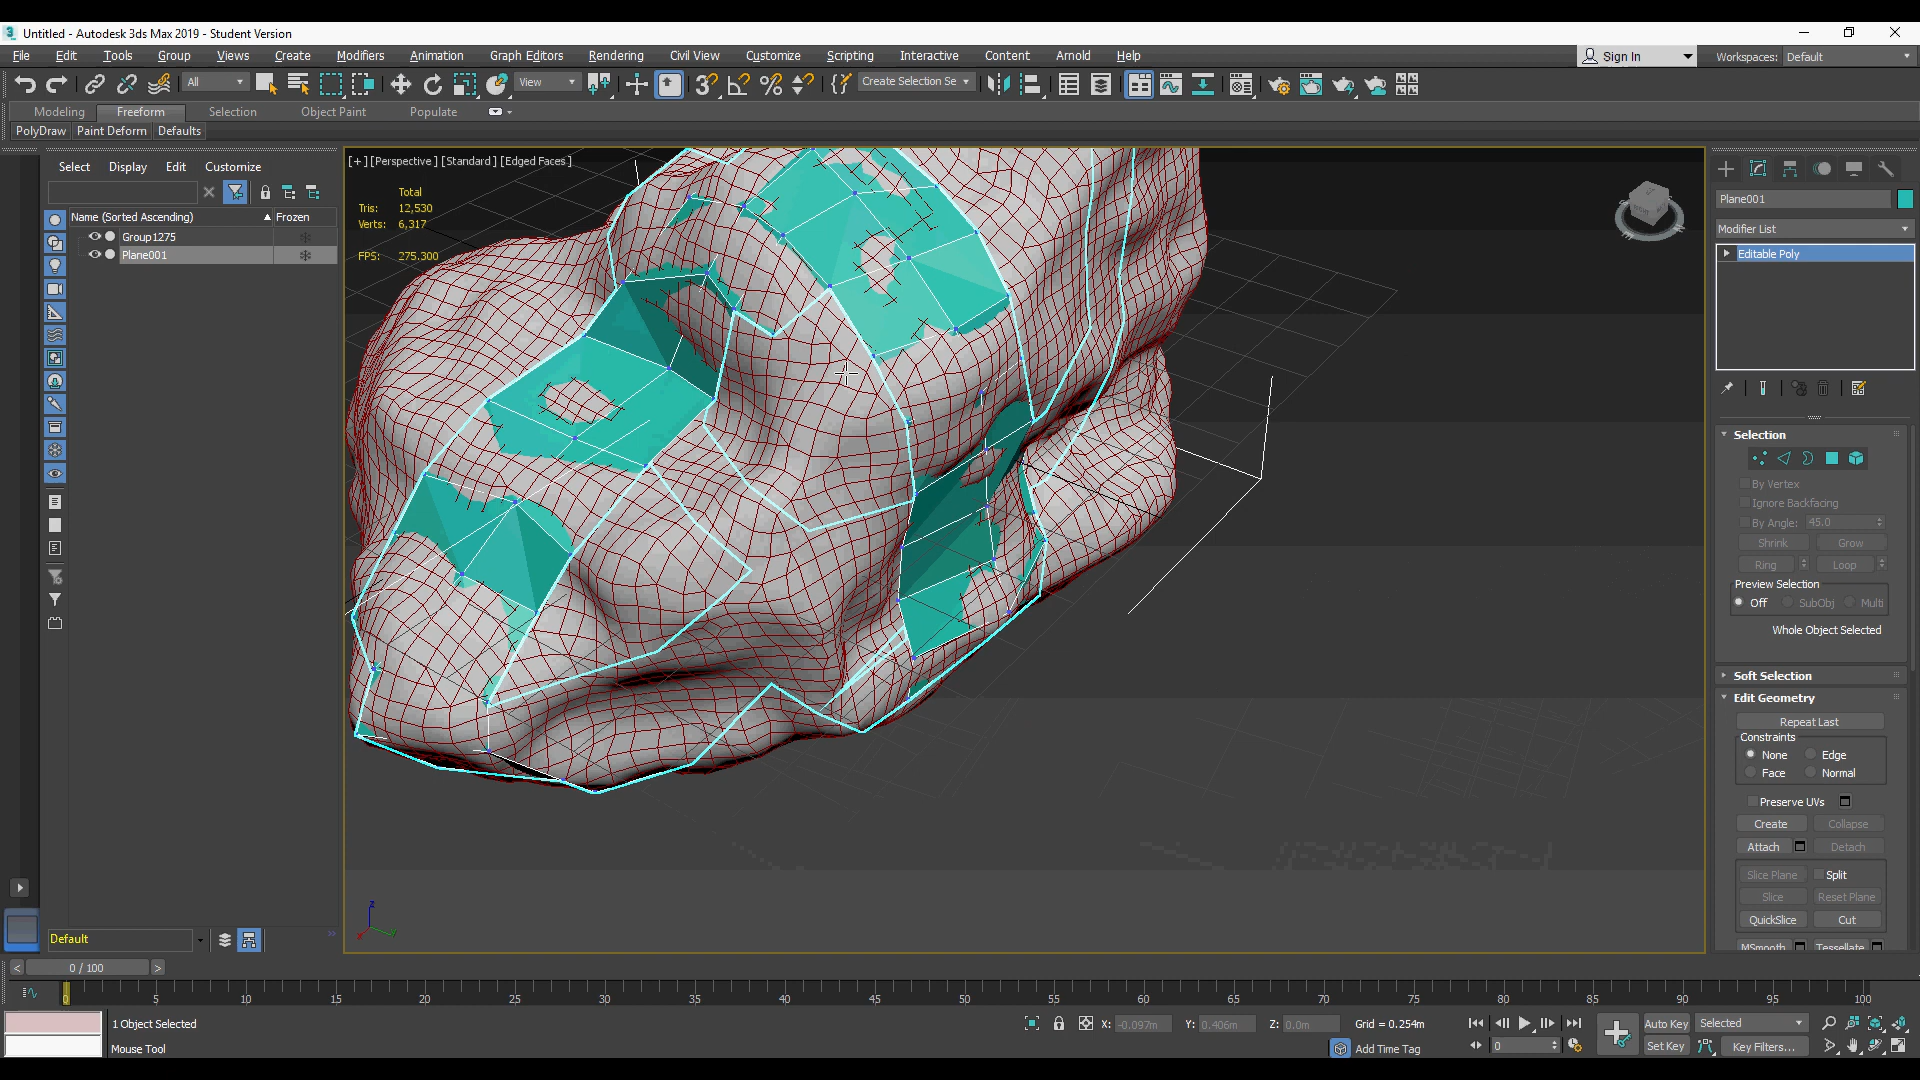 Untitled - Autodesk 3ds Max 2019 - Student Version
File Edit Tools Group Views Create Modifiers Animation Graph Editors Rendering Civil View Customize Scripting Interactive Content Arnold Help
Sign In
Workspaces: Default
All
View
Create Selection Se
Modeling Freeform Selection Object Paint Populate
PolyDraw Paint Deform Defaults
Select Display Edit Customize
Name (Sorted Ascending) Frozen
Group1275
Plane001
[+] [Perspective ] [Standard ] [Edged Faces ]
Total
Tris: 12,530
Verts: 6,317
FPS: 275.300
Plane001
Modifier List
Editable Poly
Selection
By Vertex
Ignore Backfacing
By Angle: 45.0
Shrink Grow
Ring Loop
Preview Selection
Off SubObj Multi
Whole Object Selected
Soft Selection
Edit Geometry
Repeat Last
Constraints
None Edge
Face Normal
Preserve UVs
Create Collapse
Attach Detach
Slice Plane Split
Slice Reset Plane
QuickSlice Cut
MSmooth Tessellate
Default
0 / 100
0 5 10 15 20 25 30 35 40 45 50 55 60 65 70 75 80 85 90 95 100
1 Object Selected
Mouse Tool
X: -0.097m Y: 0.406m Z: 0.0m Grid = 0.254m
Add Time Tag
0
Auto Key Selected
Set Key Key Filters...